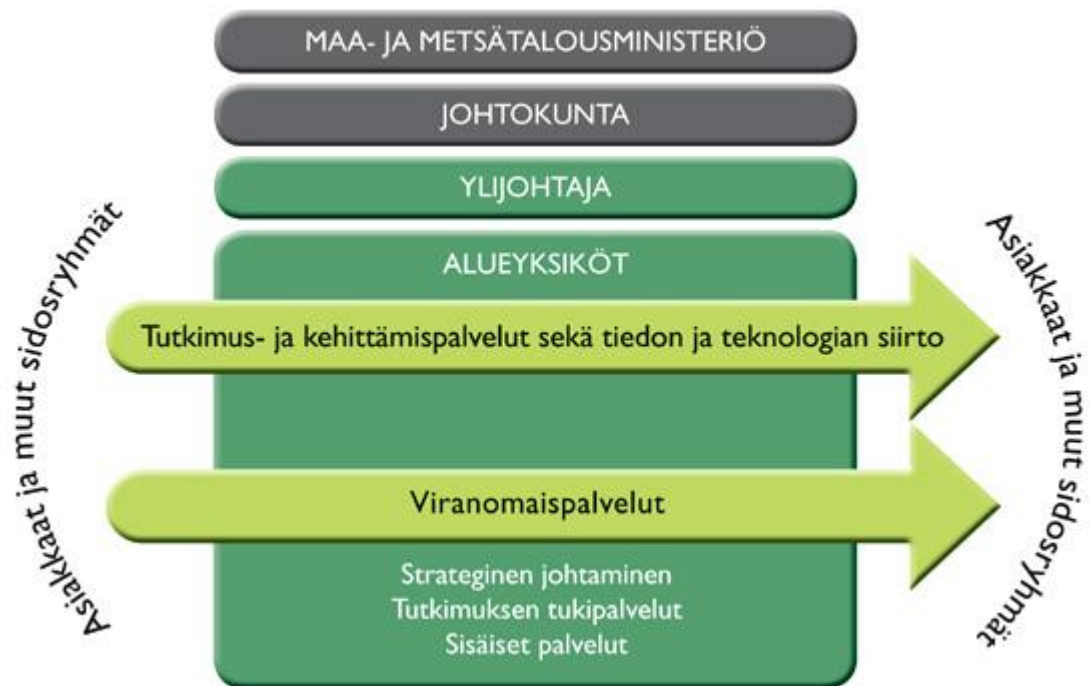 MAA- JA METSÄTALOUSMINISTERIÖ
JOHTOKUNTA
YLIJOHTAJA
ALUEYKSIKÖT
Asiakkaat ja muut sidosryhmät
Tutkimus- ja kehittämispalvelut sekä tiedon ja teknologian siirto
Viranomaispalvelut
Asiakkaat ja muut sidosryhmät
Strateginen johtaminen
Tutkimuksen tukipalvelut
Sisäiset palvelut